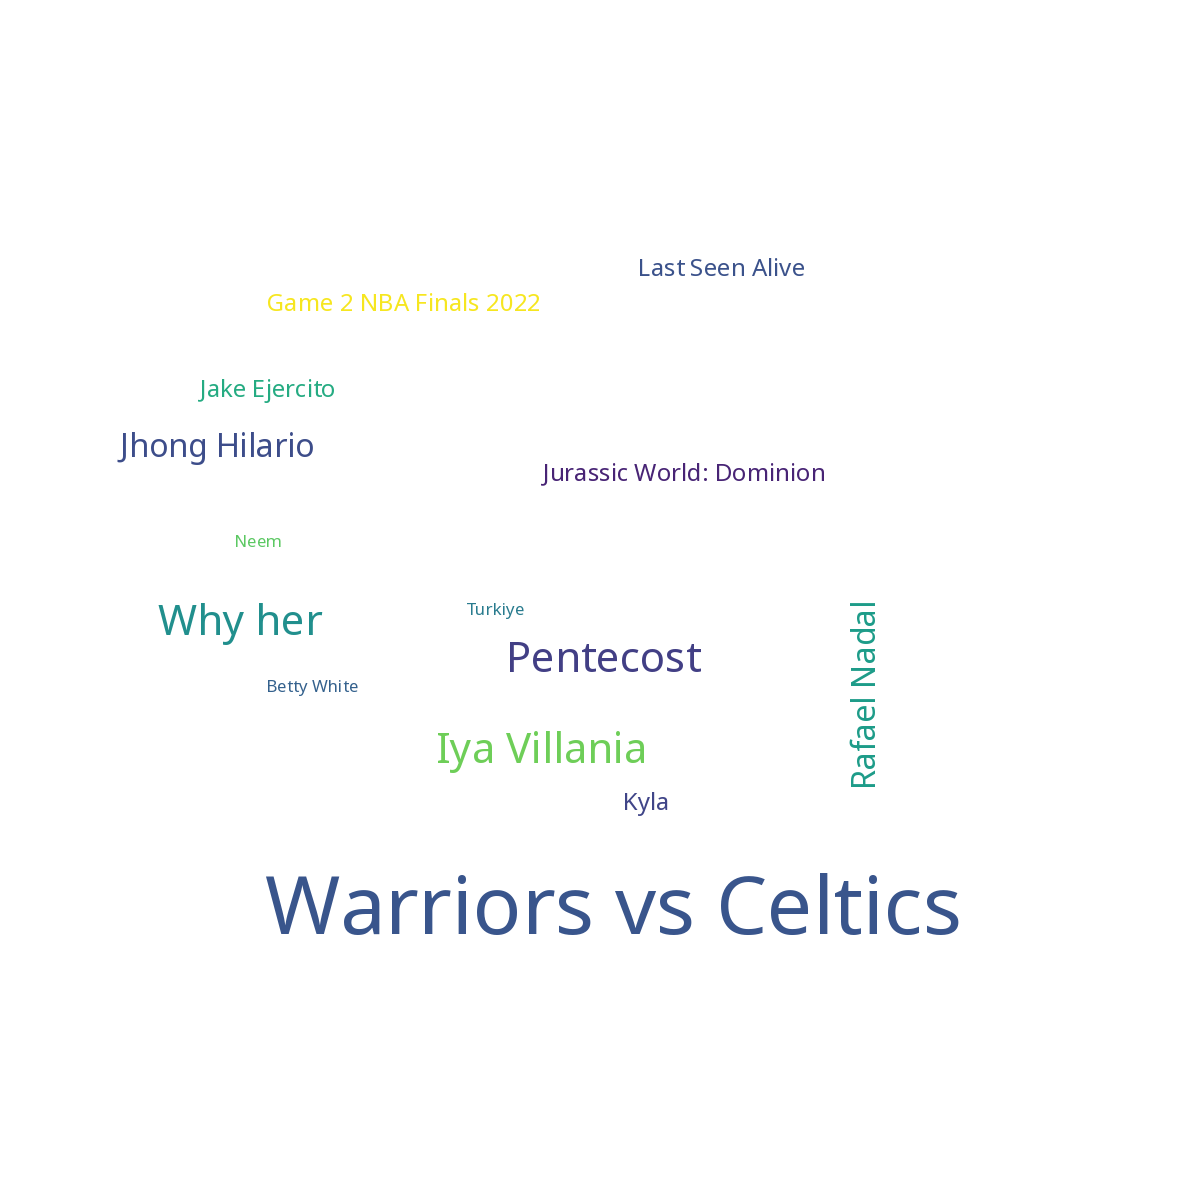 Last Seen Alive
Game 2 NBA Finals 2022
Jake Ejercito
Jhong Hilario
Jurassic World: Dominion
Neem
Why her
Turkiye
Pentecost
Rafael Nadal
Betty White
Iya Villania
Kyla
Warriors vs Celtics